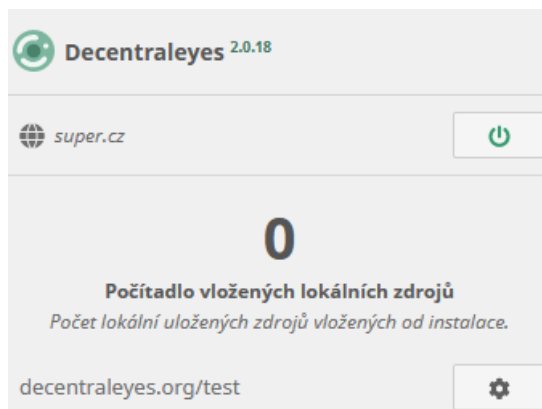 Decentraleyes 2.0.18
super.cz
0
Počítadlo vložených lokálních zdrojů
Počet lokální uložených zdrojů vložených od instalace.
decentraleyes.org/test